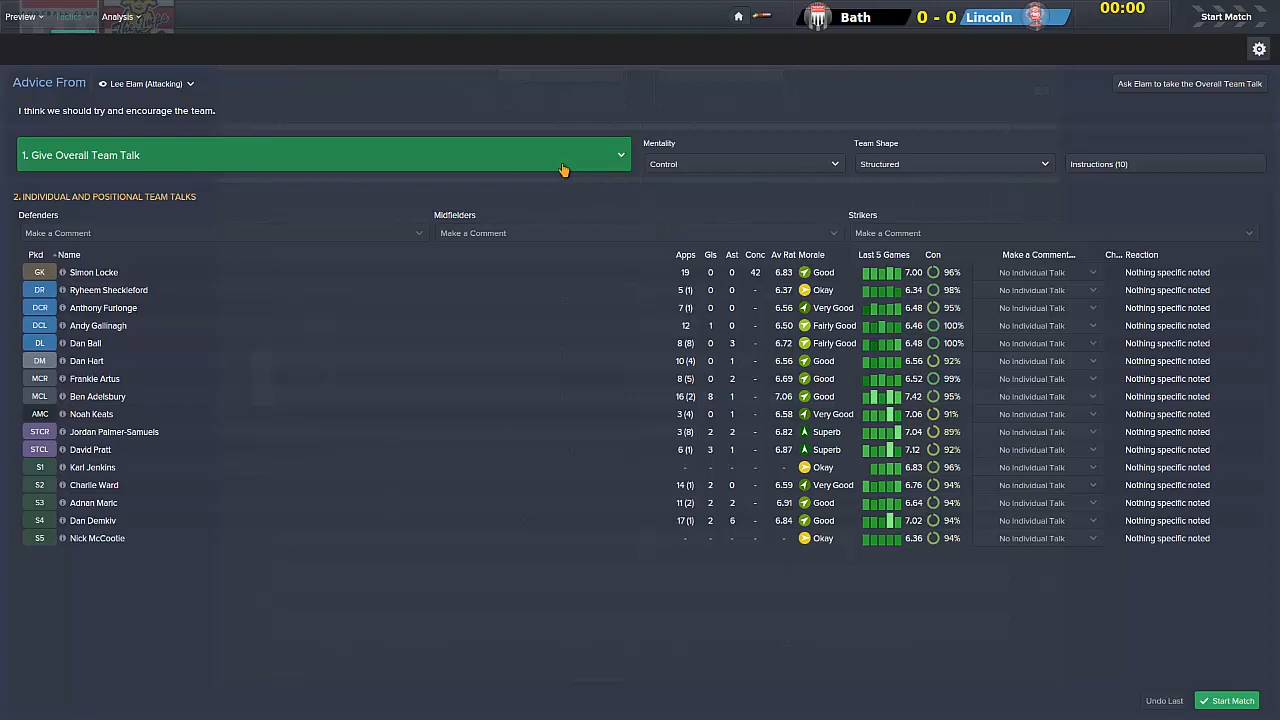 Preview Tactics Analysis Bath 0 - 0 Lincoln 00:00 Start Match
Advice From Lee Elam (Attacking) Ask Elam to take the Overall Team Talk
I think we should try and encourage the team.
1. Give Overall Team Talk
Mentality Team Shape
Control Structured Instructions (10)
2. INDIVIDUAL AND POSITIONAL TEAM TALKS
Defenders Midfielders Strikers
Make a Comment Make a Comment Make a Comment
Pkd Name Apps Gls Ast Conc Av Rat Morale Last 5 Games Con Make a Comment... Ch... Reaction
GK Simon Locke 19 0 0 42 6.83 Good 7.00 96% No Individual Talk Nothing specific noted
DR Ryheem Sheckleford 5 (1) 0 0 - 6.37 Okay 6.34 98% No Individual Talk Nothing specific noted
DCR Anthony Furlonge 7 (1) 0 0 - 6.56 Very Good 6.48 95% No Individual Talk Nothing specific noted
DCL Andy Gallinagh 12 1 0 - 6.50 Fairly Good 6.46 100% No Individual Talk Nothing specific noted
DL Dan Ball 8 (8) 0 3 - 6.72 Fairly Good 6.48 100% No Individual Talk Nothing specific noted
DM Dan Hart 10 (4) 0 1 - 6.56 Good 6.56 92% No Individual Talk Nothing specific noted
MCR Frankie Artus 8 (5) 0 2 - 6.69 Good 6.52 99% No Individual Talk Nothing specific noted
MCL Ben Adelsbury 16 (2) 8 1 - 7.06 Good 7.42 95% No Individual Talk Nothing specific noted
AMC Noah Keats 3 (4) 0 1 - 6.58 Very Good 7.06 91% No Individual Talk Nothing specific noted
STCR Jordan Palmer-Samuels 3 (8) 2 2 - 6.82 Superb 7.04 89% No Individual Talk Nothing specific noted
STCL David Pratt 6 (1) 3 1 - 6.87 Superb 7.12 92% No Individual Talk Nothing specific noted
S1 Karl Jenkins - - - - - Okay 6.83 96% No Individual Talk Nothing specific noted
S2 Charlie Ward 14 (1) 2 0 - 6.59 Very Good 6.76 94% No Individual Talk Nothing specific noted
S3 Adnan Maric 11 (2) 2 2 - 6.91 Good 6.64 94% No Individual Talk Nothing specific noted
S4 Dan Demkiv 17 (1) 2 6 - 6.84 Good 7.02 94% No Individual Talk Nothing specific noted
S5 Nick McCootie - - - - - Okay 6.36 94% No Individual Talk Nothing specific noted
Undo Last Start Match